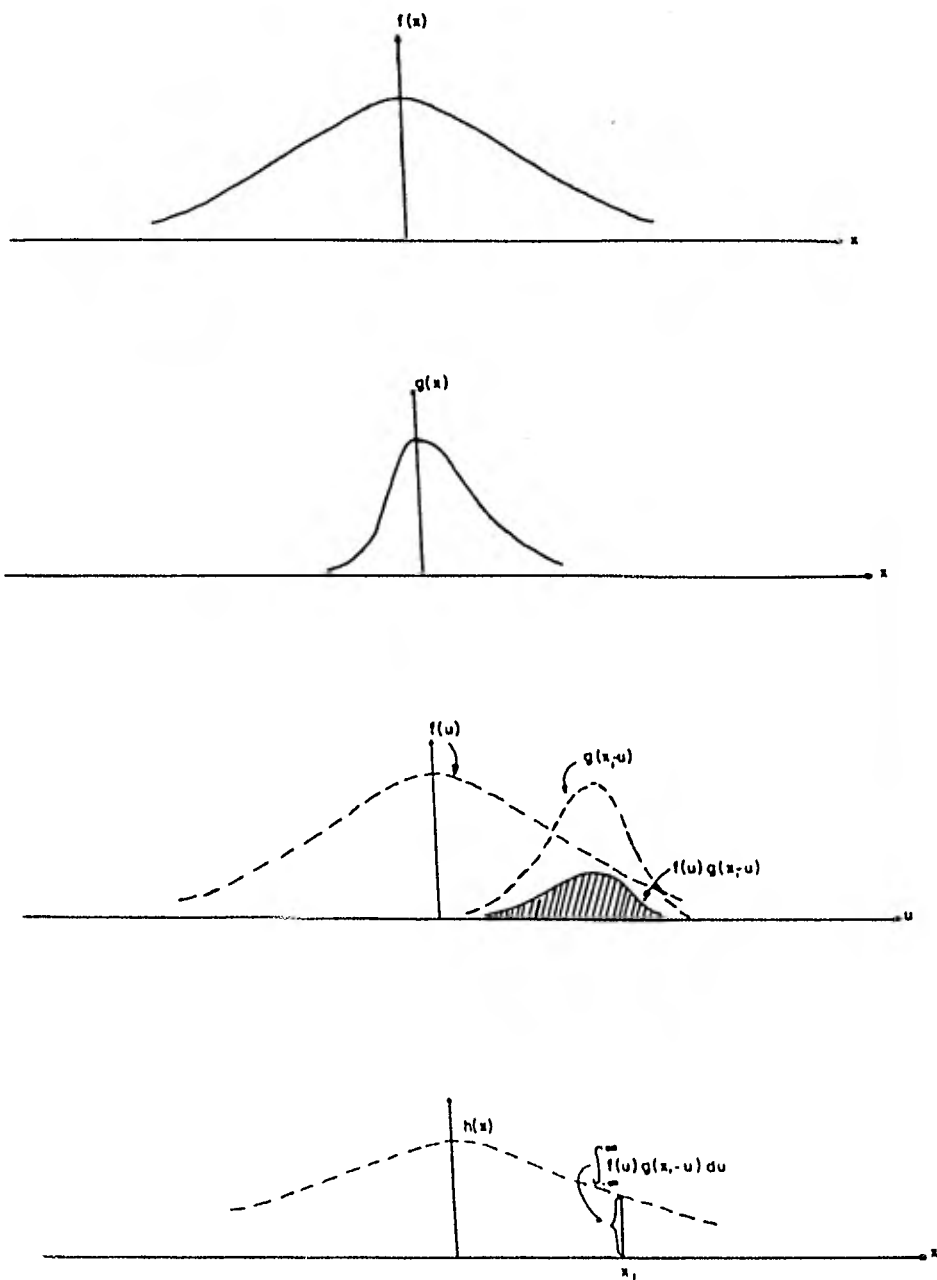 f(x)
x
g(x)
x
f(u)
g(x₁-u)
f(u) g(x₁-u)
u
h(x)
∫_{-∞}^{∞} f(u) g(x₁-u) du
x
x₁